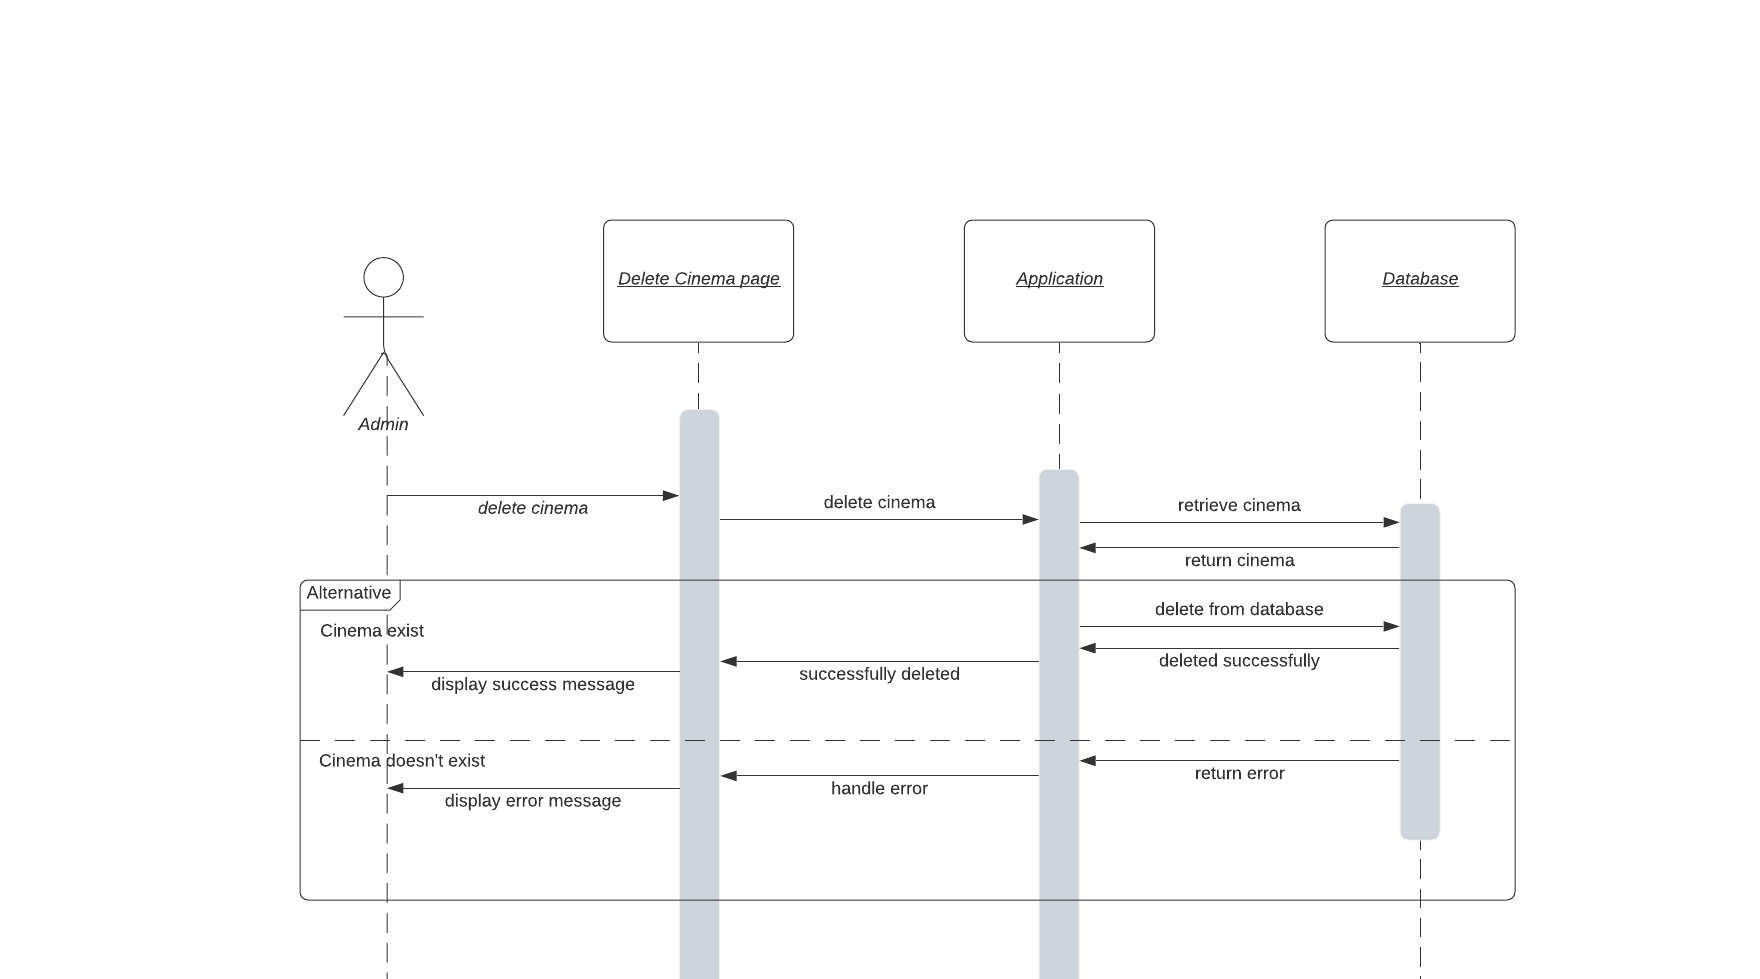 Delete Cinema page
Application
Database
Admin
delete cinema
delete cinema
retrieve cinema
return cinema
Alternative
Cinema exist
delete from database
deleted successfully
successfully deleted
display success message
Cinema doesn't exist
return error
handle error
display error message